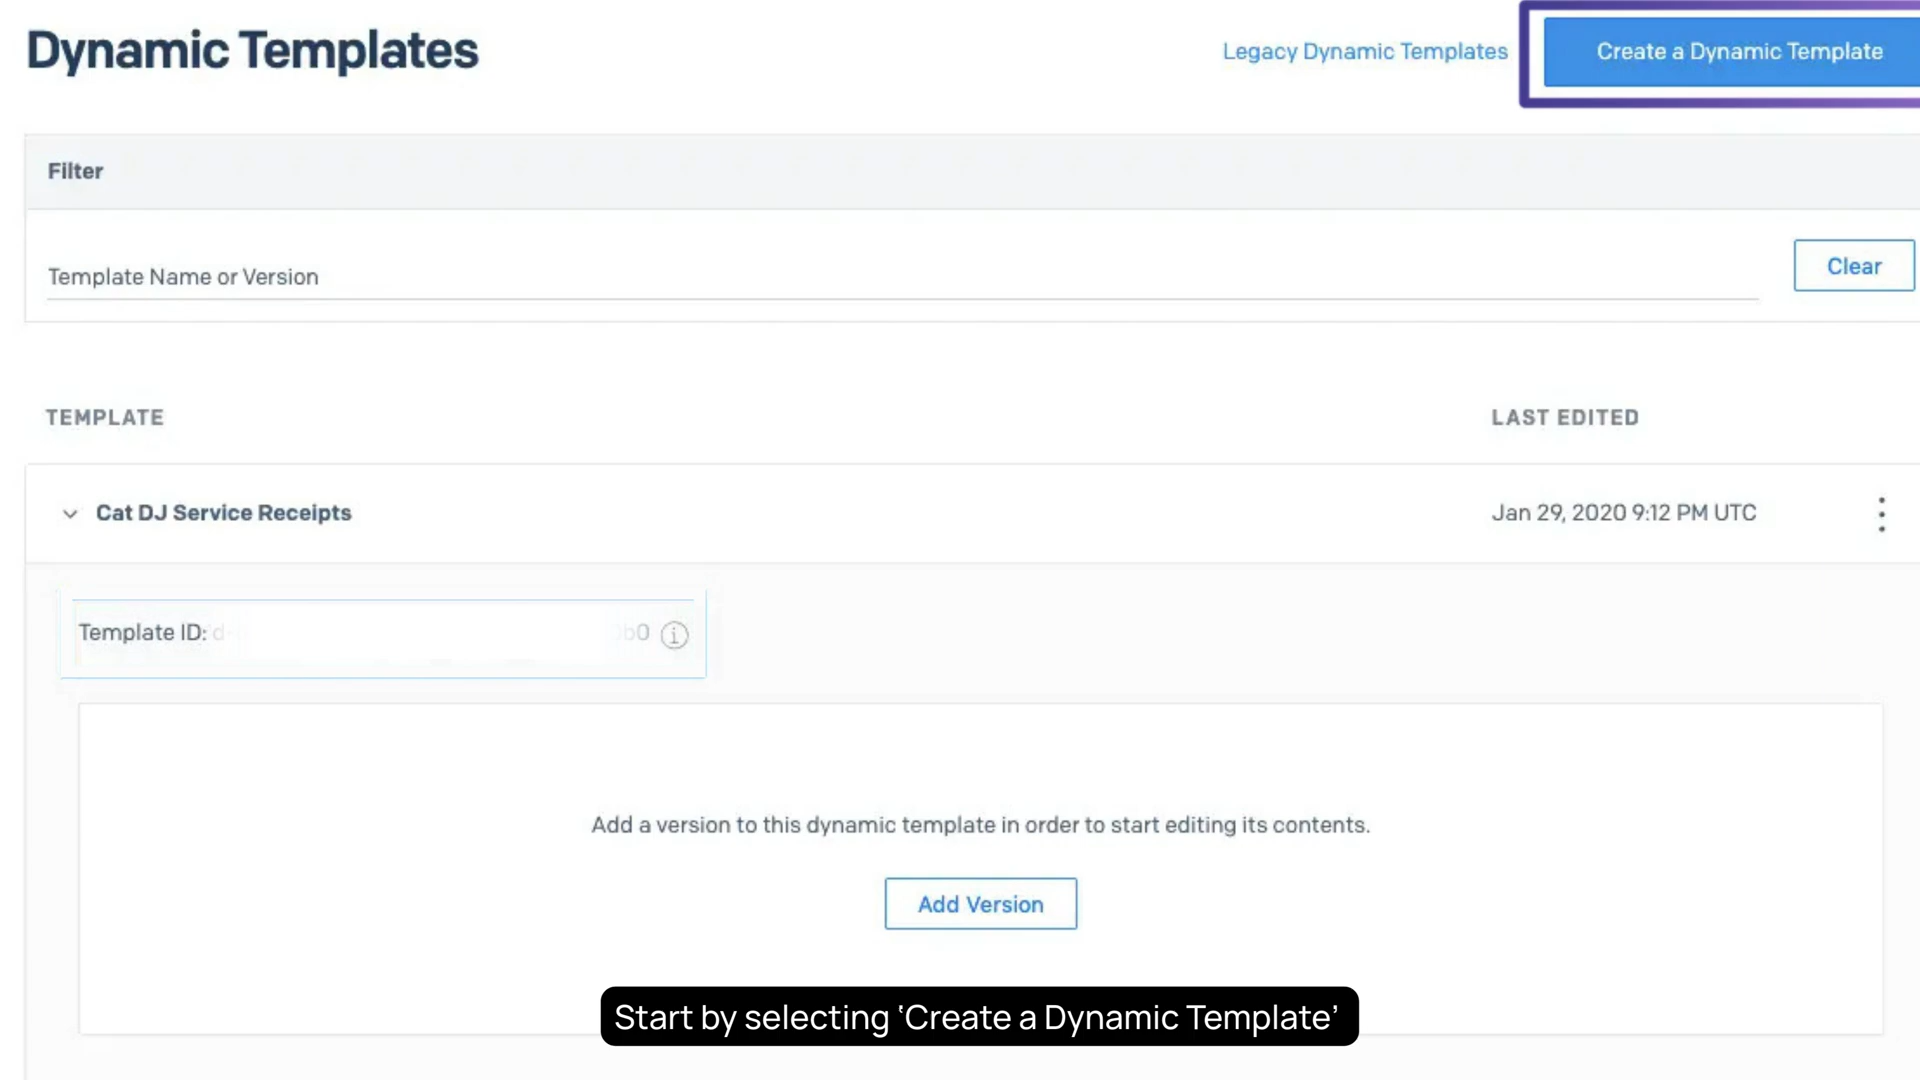 Dynamic Templates
Legacy Dynamic Templates
Create a Dynamic Template
Filter
Template Name or Version
Clear
TEMPLATE
LAST EDITED
Cat DJ Service Receipts
Jan 29, 2020 9:12 PM UTC
Template ID:
Add a version to this dynamic template in order to start editing its contents.
Add Version
Start by selecting ‘Create a Dynamic Template’